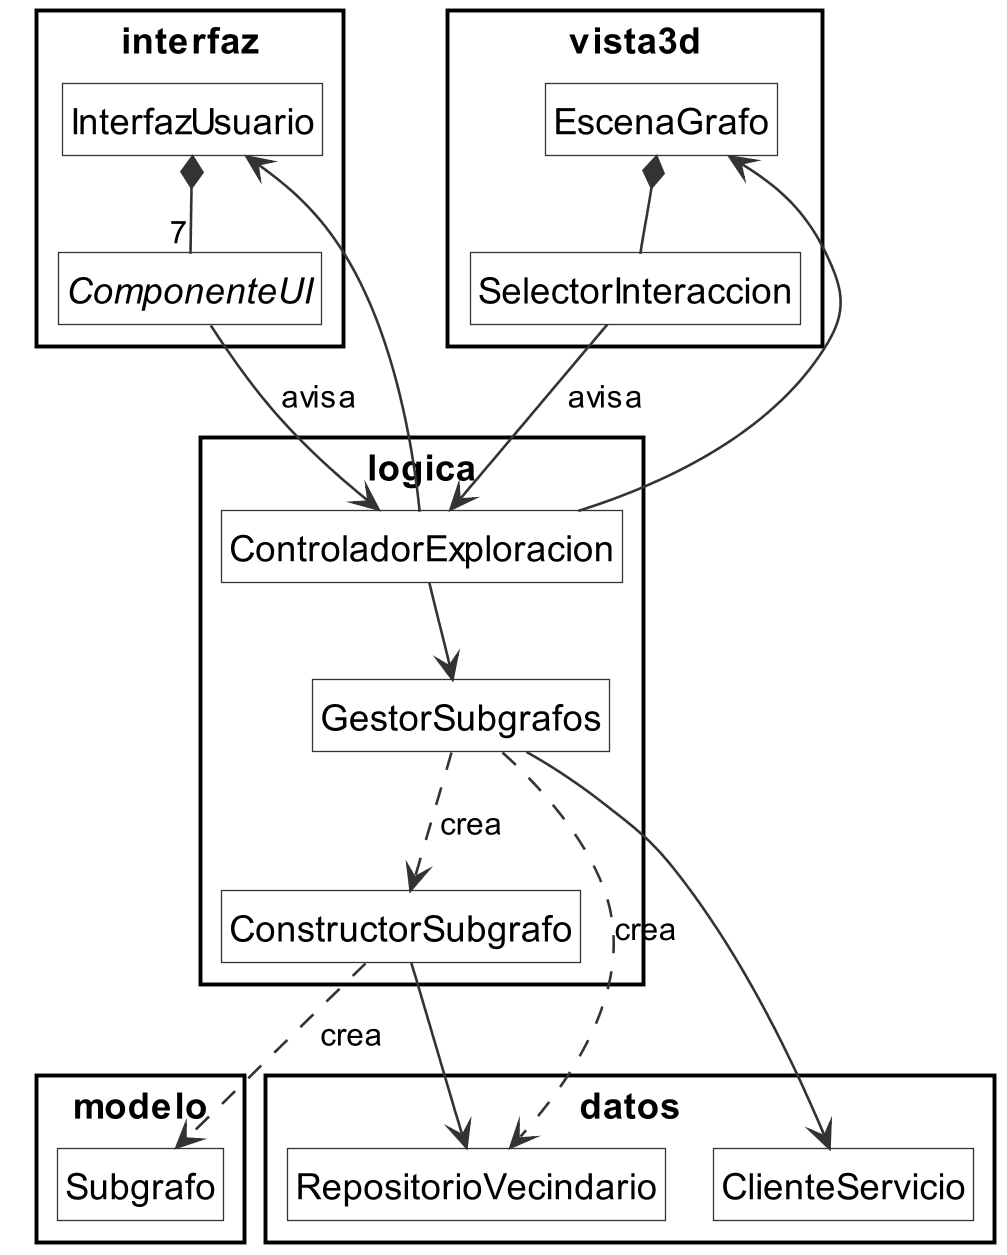 interfaz
vista3d
InterfazUsuario
EscenaGrafo
7
ComponenteUI
SelectorInteraccion
avisa
avisa
logica
ControladorExploracion
GestorSubgrafos
crea
ConstructorSubgrafo
crea
crea
modelo
datos
Subgrafo
RepositorioVecindario
ClienteServicio